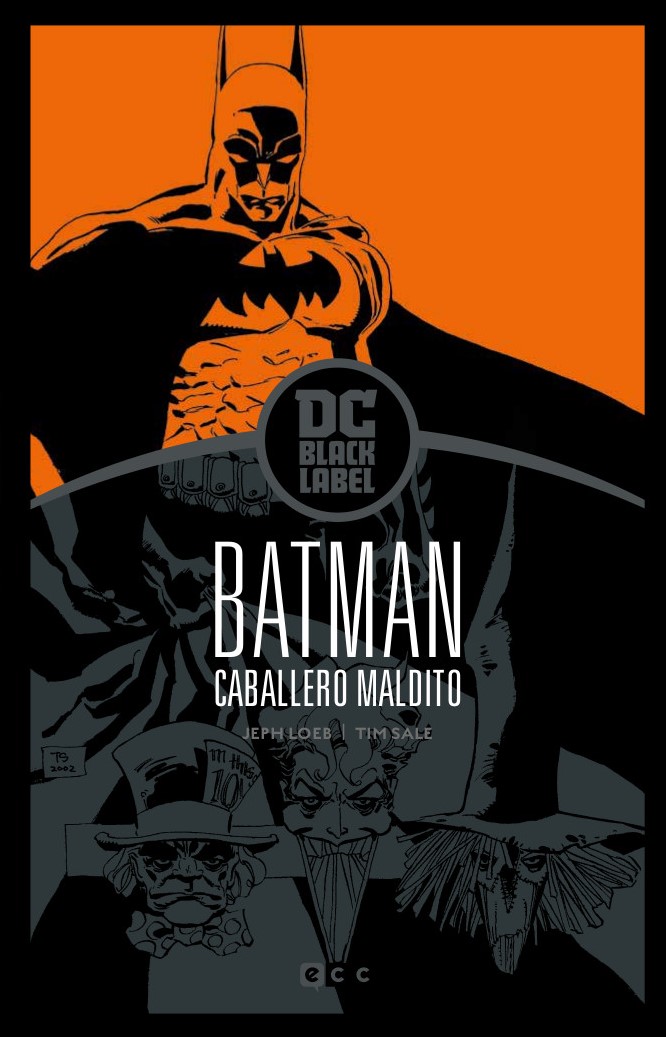 DC
BLACK
LABEL
BATMAN
CABALLERO MALDITO
JEPH LOEB | TIM SALE
TS
2002
10/
ecc